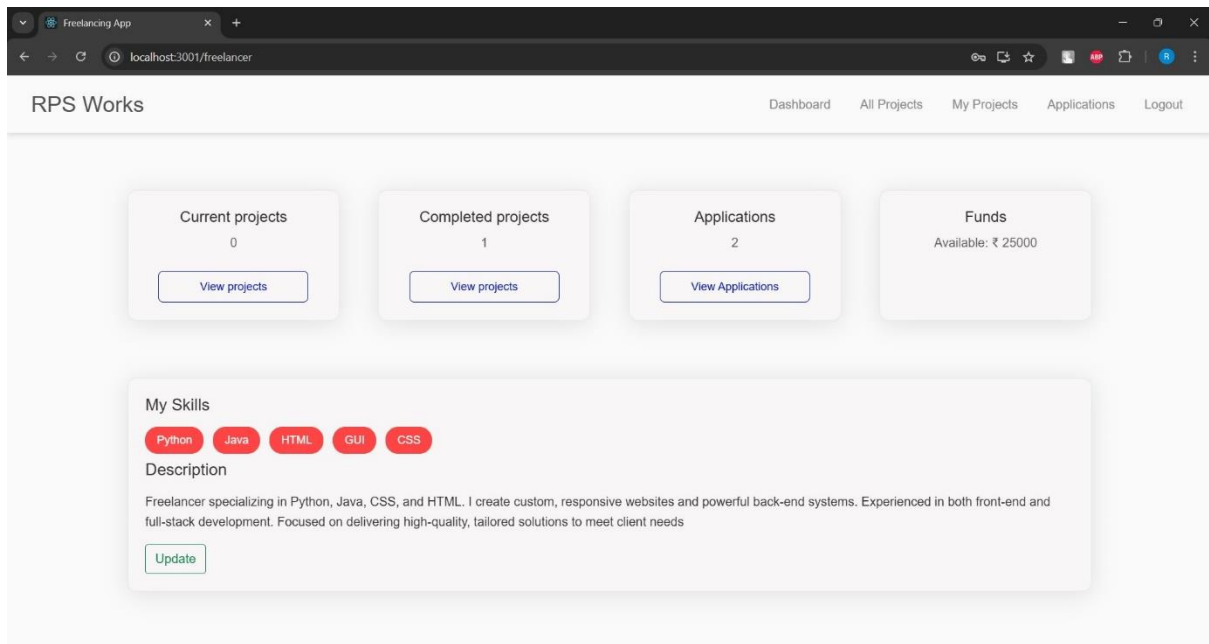 Freelancing App
localhost:3001/freelancer
ABP
R
RPS Works
Dashboard
All Projects
My Projects
Applications
Logout
Current projects
0
View projects
Completed projects
1
View projects
Applications
2
View Applications
Funds
Available: ₹ 25000
My Skills
Python
Java
HTML
GUI
CSS
Description
Freelancer specializing in Python, Java, CSS, and HTML. I create custom, responsive websites and powerful back-end systems. Experienced in both front-end and
full-stack development. Focused on delivering high-quality, tailored solutions to meet client needs
Update